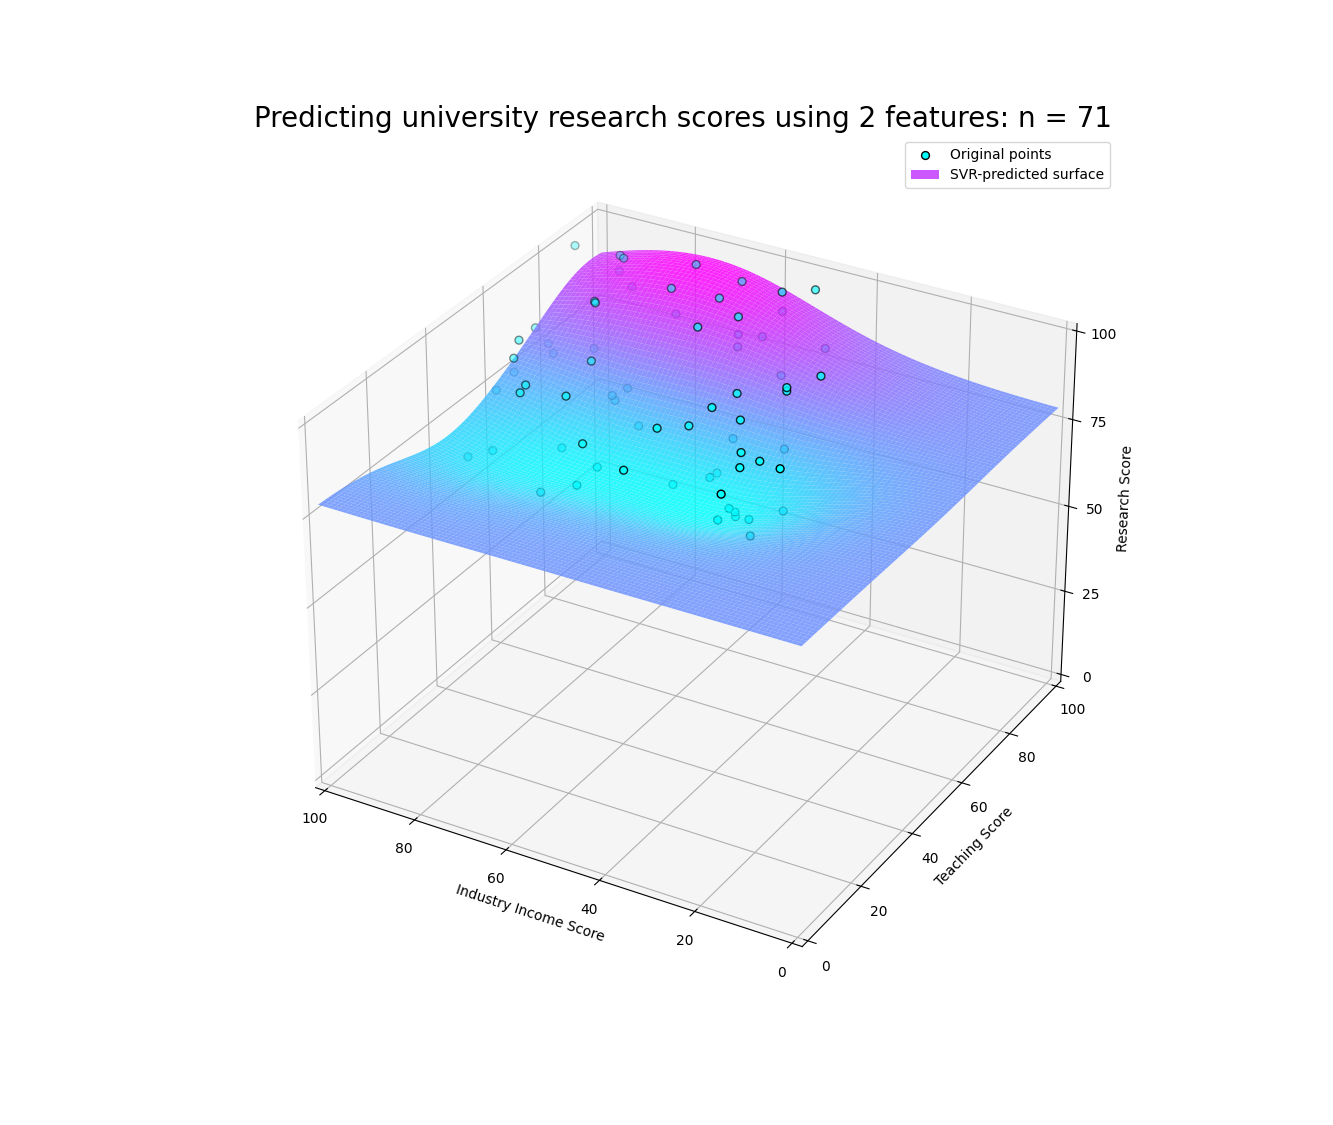 Predicting university research scores using 2 features: n = 71
Original points
SVR-predicted surface
100
75
50
25
0
Research Score
100
80
60
40
20
0
Teaching Score
100
80
60
40
20
0
Industry Income Score